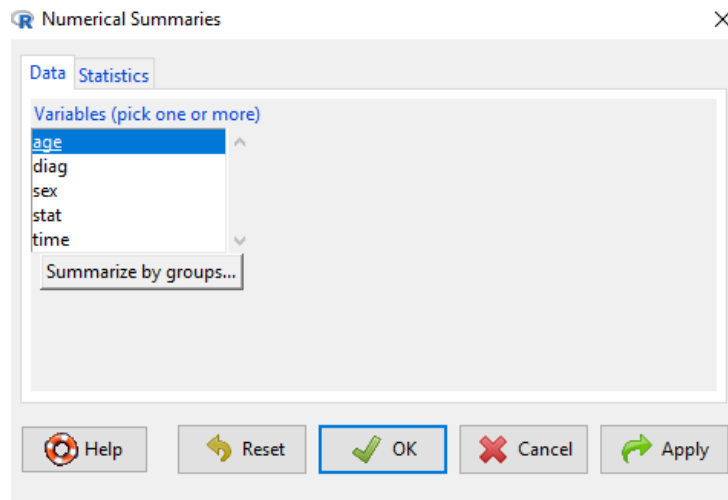 Numerical Summaries
Data Statistics
Variables (pick one or more)
age
diag
sex
stat
time
Summarize by groups...
Help Reset OK Cancel Apply